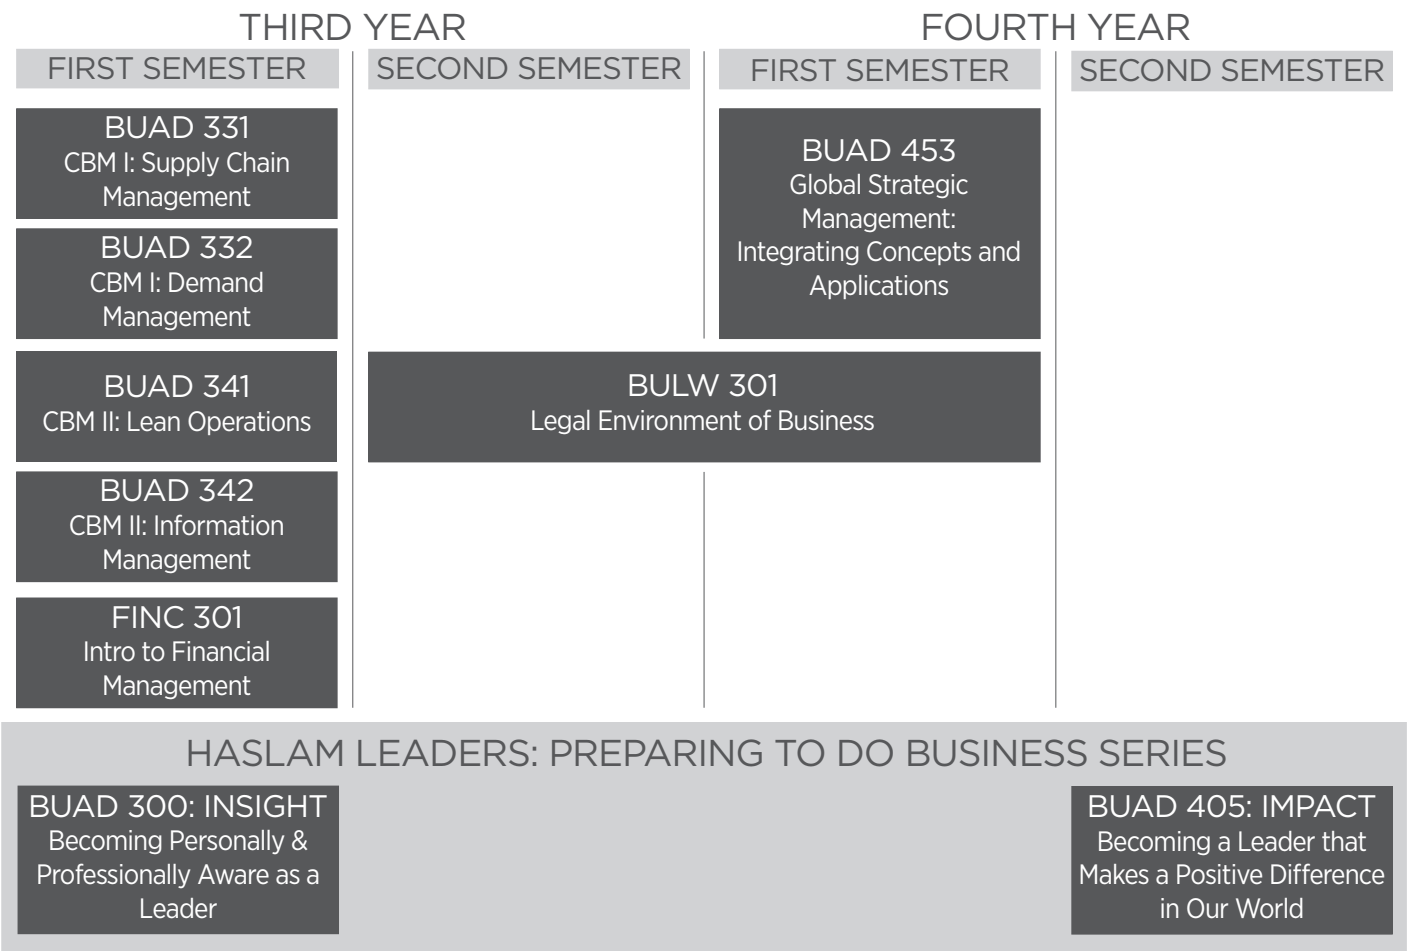 THIRD YEAR
FOURTH YEAR
FIRST SEMESTER
SECOND SEMESTER
FIRST SEMESTER
SECOND SEMESTER
BUAD 331
CBM I: Supply Chain
Management
BUAD 332
CBM I: Demand
Management
BUAD 341
CBM II: Lean Operations
BUAD 342
CBM II: Information
Management
FINC 301
Intro to Financial
Management
BUAD 453
Global Strategic
Management:
Integrating Concepts and
Applications
BULW 301
Legal Environment of Business
HASLAM LEADERS: PREPARING TO DO BUSINESS SERIES
BUAD 300: INSIGHT
Becoming Personally &
Professionally Aware as a
Leader
BUAD 405: IMPACT
Becoming a Leader that
Makes a Positive Difference
in Our World